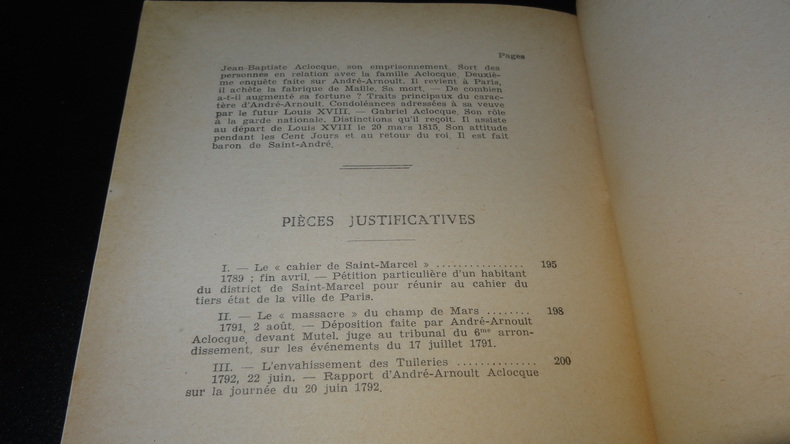 Pages
Jean-Baptiste Aclocque, son emprisonnement. Sort des
personnes en relation avec la famille Aclocque. Deuxiè-
me enquête faite sur André-Arnoult. Il revient à Paris,
il achète la fabrique de Maille. Sa mort. — De combien
a-t-il augmenté sa fortune ? Traits principaux du carac-
tère d'André-Arnoult. Condoléances adressées à sa veuve
par le futur Louis XVIII. — Gabriel Aclocque. Son rôle
à la garde nationale. Distinctions qu'il reçoit. Il assiste
au départ de Louis XVIII le 20 mars 1815. Son attitude
pendant les Cent Jours et au retour du roi. Il est fait
baron de Saint-André.
PIÈCES JUSTIFICATIVES
I. — Le « cahier de Saint-Marcel » ................ 195
1789 ; fin avril. — Pétition particulière d'un habitant
du district de Saint-Marcel pour réunir au cahier du
tiers état de la ville de Paris.
II. — Le « massacre » du champ de Mars ........ 198
1791, 2 août. — Déposition faite par André-Arnoult
Aclocque, devant Mutel, juge au tribunal du 6me arron-
dissement, sur les événements du 17 juillet 1791.
III. — L'envahissement des Tuileries .............. 200
1792, 22 juin. — Rapport d'André-Arnoult Aclocque
sur la journée du 20 juin 1792.